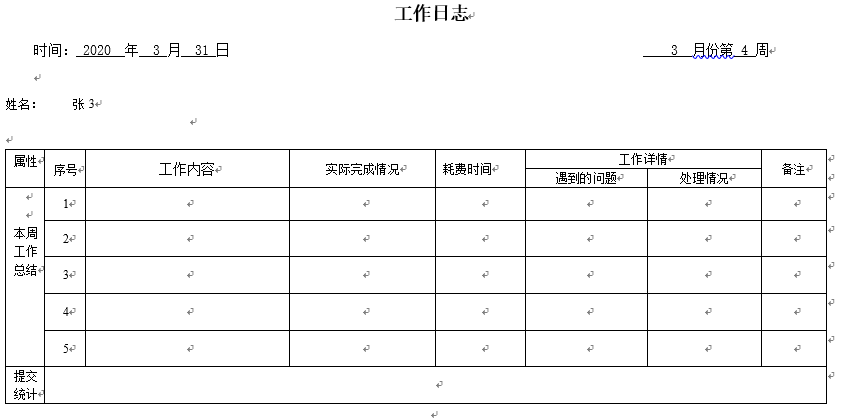 工作日志
时间： 2020 年 3 月 31 日 3 月份第 4 周
姓名： 张 3
属性 序号 工作内容 实际完成情况 耗费时间 工作详情 备注
遇到的问题 处理情况
本周
工作
总结
1
2
3
4
5
提交
统计